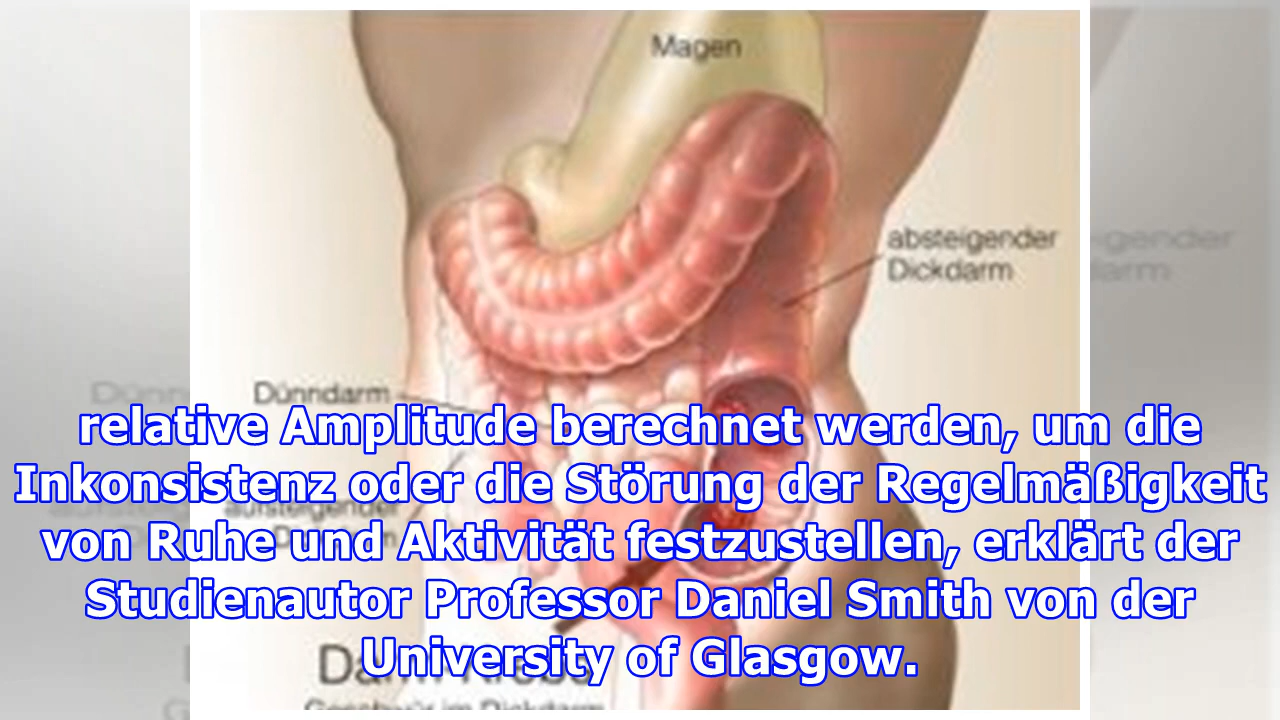 Magen
absteigender
Dickdarm
Dünndarm
relative Amplitude berechnet werden, um die
Inkonsistenz oder die Störung der Regelmäßigkeit
aufsteigender
von Ruhe und Aktivität festzustellen, erklärt der
Studienautor Professor Daniel Smith von der
University of Glasgow.